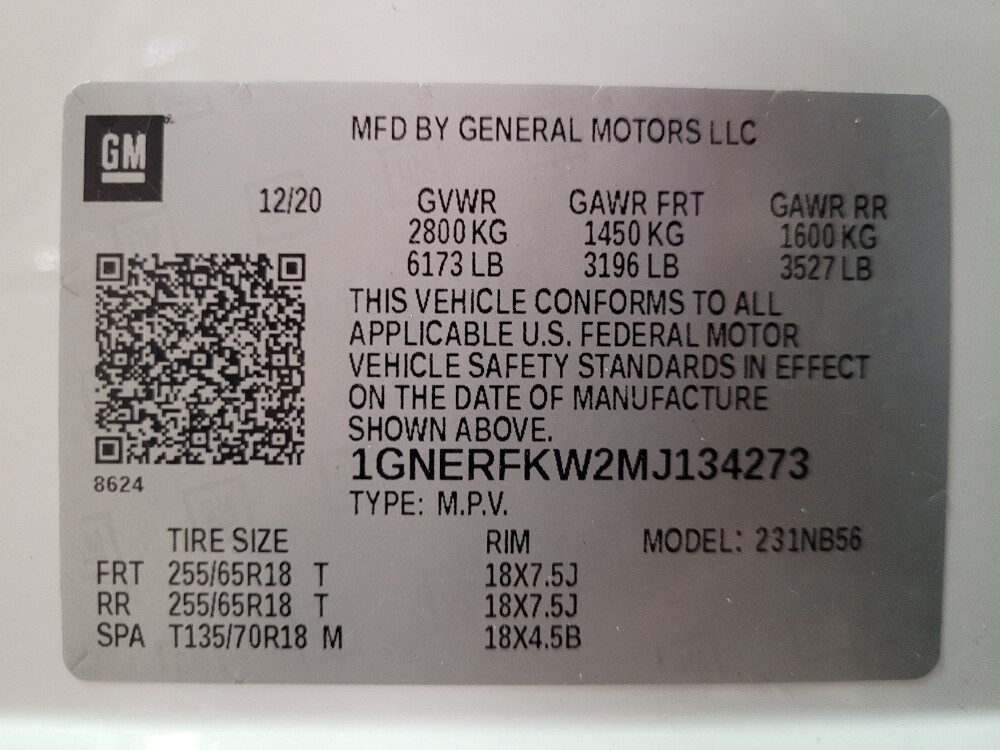 GM
MFD BY GENERAL MOTORS LLC
12/20 GVWR GAWR FRT GAWR RR
2800 KG 1450 KG 1600 KG
6173 LB 3196 LB 3527 LB
THIS VEHICLE CONFORMS TO ALL
APPLICABLE U.S. FEDERAL MOTOR
VEHICLE SAFETY STANDARDS IN EFFECT
ON THE DATE OF MANUFACTURE
SHOWN ABOVE.
1GNERFKW2MJ134273
8624
TYPE: M.P.V.
TIRE SIZE RIM MODEL: 231NB56
FRT 255/65R18 T 18X7.5J
RR 255/65R18 T 18X7.5J
SPA T135/70R18 M 18X4.5B